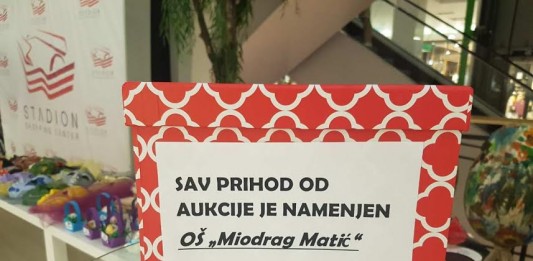 STADION
SHOPPING CENTER
SAV PRIHOD OD
AUKCIJE JE NAMENJEN
OŠ „Miodrag Matić“